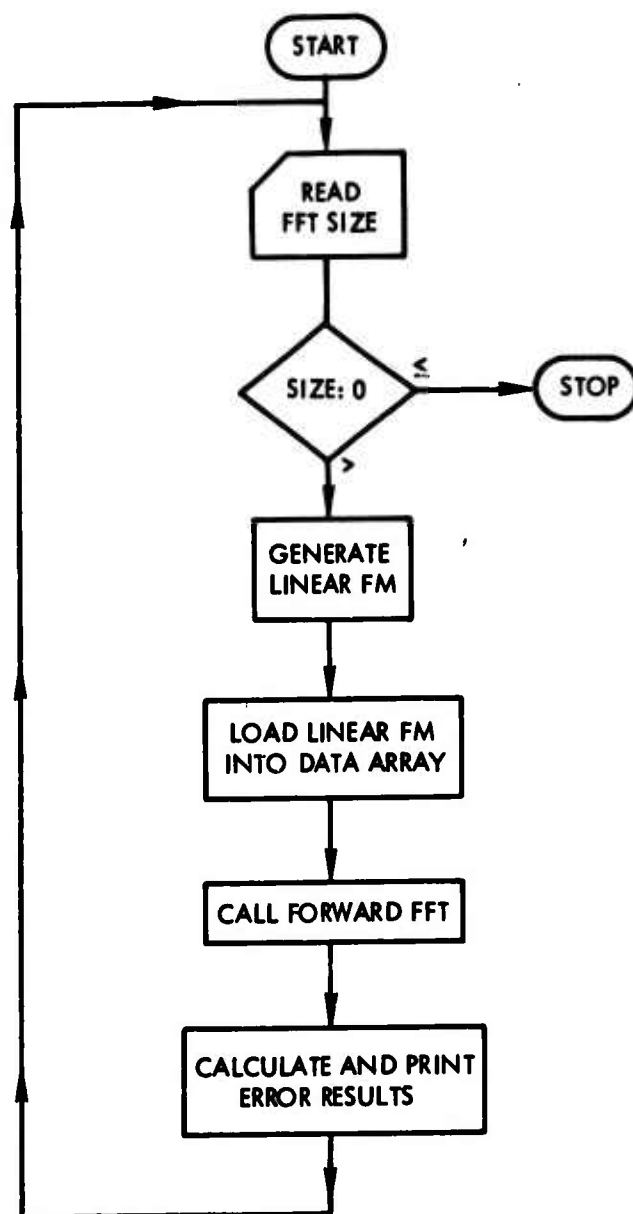 START
READ
FFT SIZE
SIZE: 0
≤
STOP
>
GENERATE
LINEAR FM
LOAD LINEAR FM
INTO DATA ARRAY
CALL FORWARD FFT
CALCULATE AND PRINT
ERROR RESULTS